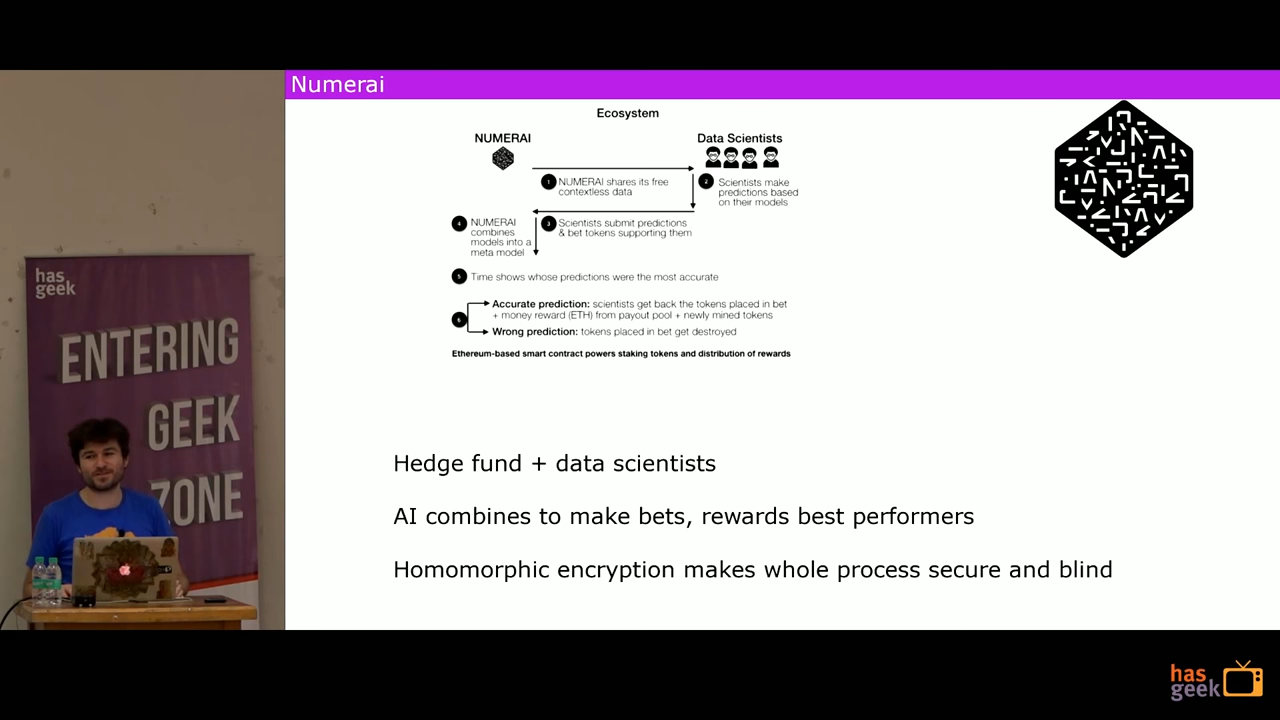 Numerai
Ecosystem
NUMERAI
Data Scientists
1 NUMERAI shares its free
contextless data
2 Scientists make
predictions based
on their models
4 NUMERAI
combines
models into a
meta model
3 Scientists submit predictions
& bet tokens supporting them
5 Time shows whose predictions were the most accurate
6
Accurate prediction: scientists get back the tokens placed in bet
+ money reward (ETH) from payout pool + newly mined tokens
Wrong prediction: tokens placed in bet get destroyed
Ethereum-based smart contract powers staking tokens and distribution of rewards
Hedge fund + data scientists
AI combines to make bets, rewards best performers
Homomorphic encryption makes whole process secure and blind
has
geek
ENTERING
GEEK
ZONE
has
geek